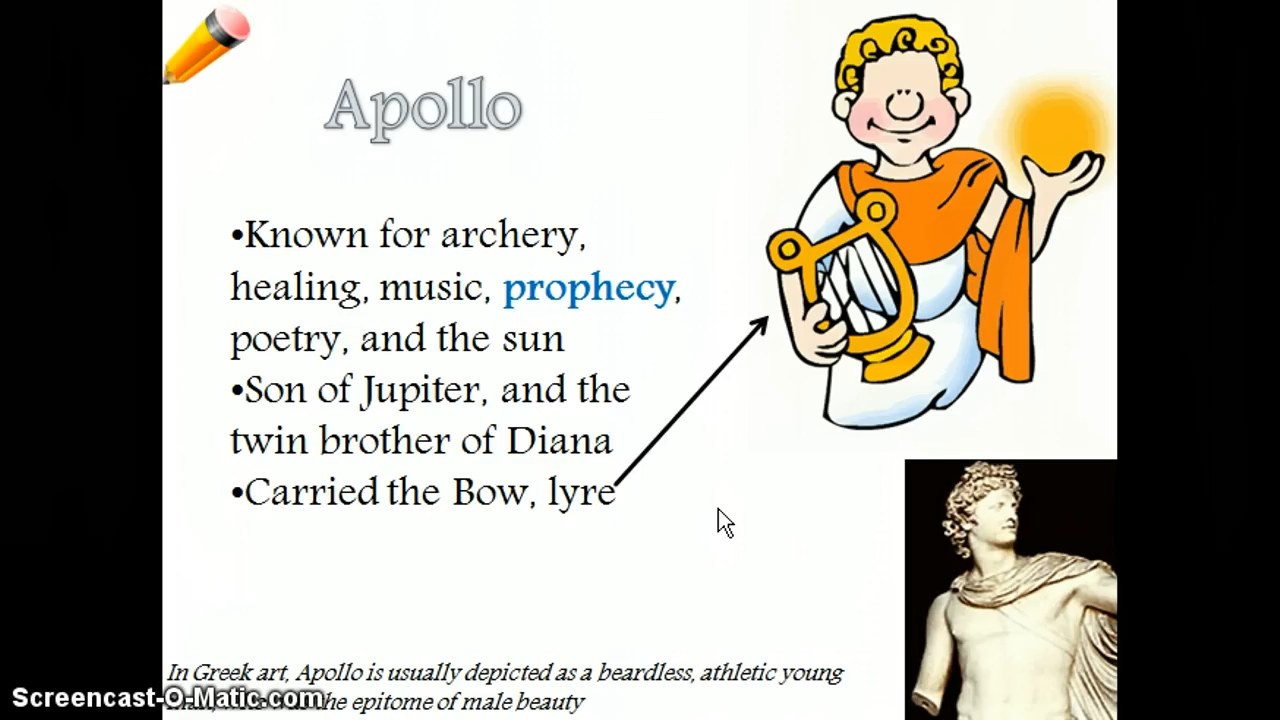 Apollo
•Known for archery,
healing, music, prophecy,
poetry, and the sun
•Son of Jupiter, and the
twin brother of Diana
•Carried the Bow, lyre
In Greek art, Apollo is usually depicted as a beardless, athletic young
the epitome of male beauty
Screencast-O-Matic.com